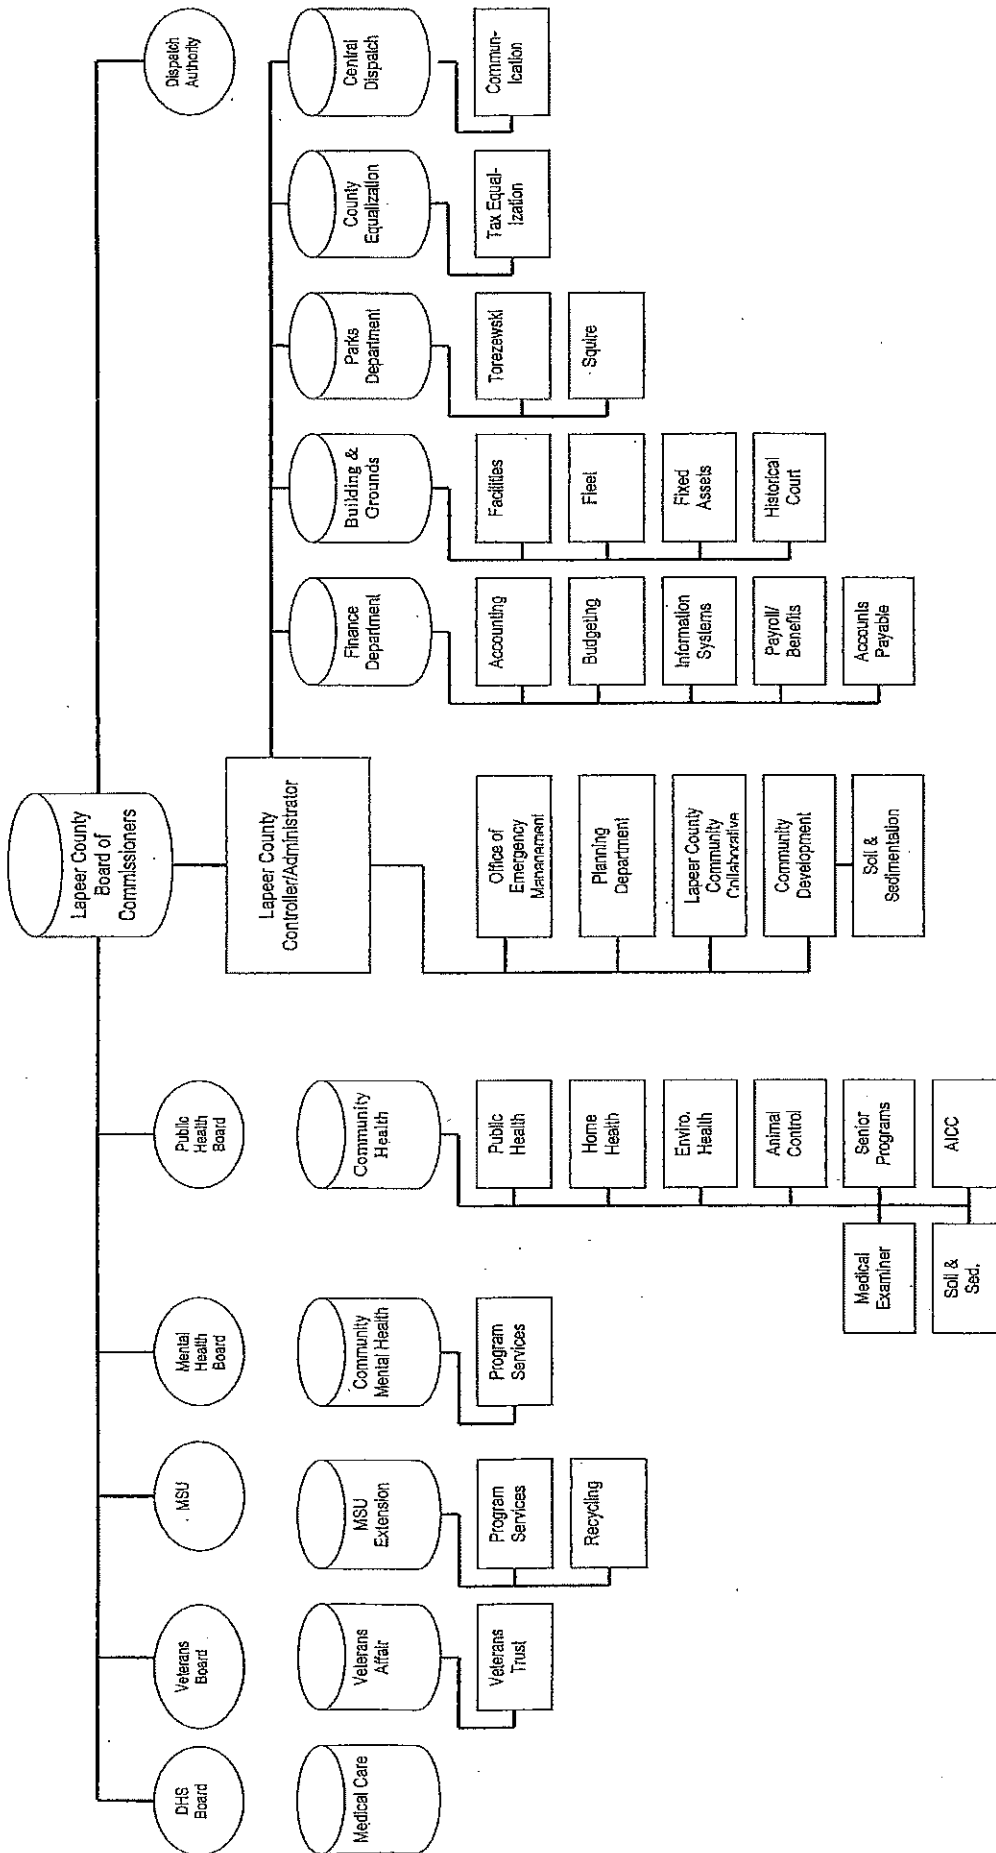 Lapeer County
Board of
Commissioners
DHS
Board
Veterans
Board
MSU
Mental
Health
Board
Public
Health
Board
Dispatch
Authority
Lapeer County
Controller/Administrator
Medical Care
Veterans
Affair
MSU
Extension
Community
Mental Health
Community
Health
Finance
Department
Building &
Grounds
Parks
Department
County
Equalization
Central
Dispatch
Veterans
Trust
Program
Services
Recycling
Program
Services
Public
Health
Home
Health
Enviro.
Health
Animal
Control
Medical
Examiner
Senior
Programs
Soil &
Sed.
AICC
Office of
Emergency
Management
Planning
Department
Lapeer County
Community
Collaborative
Community
Development
Soil &
Sedimentation
Accounting
Budgeting
Information
Systems
Payroll/
Benefits
Accounts
Payable
Facilities
Fleet
Fixed
Assets
Historical
Court
Torezewski
Squire
Tax Equal-
ization
Commun-
ication